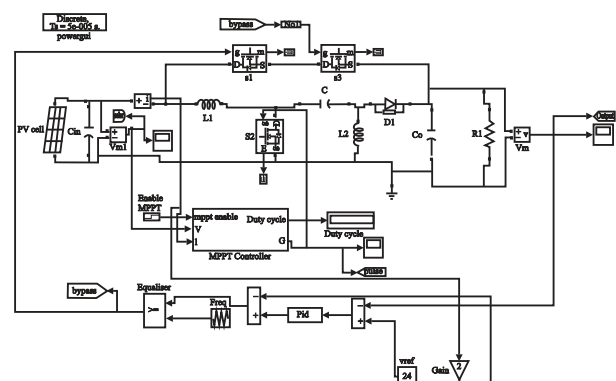 Discrete,
Ts = 5e-005 s.
powergui
bypass
g m
D S
s1
g m
D S
s3
PV cell
Cin
Vm1
L1
C
S2
L2
D1
Co
R1
Vm
v
Output
Enable
MPPT
mppt enable
V
I
Duty cycle
G
MPPT Controller
Duty cycle
pulse
bypass
Equaliser
>=
Freq
Pid
vref
24
Gain
2